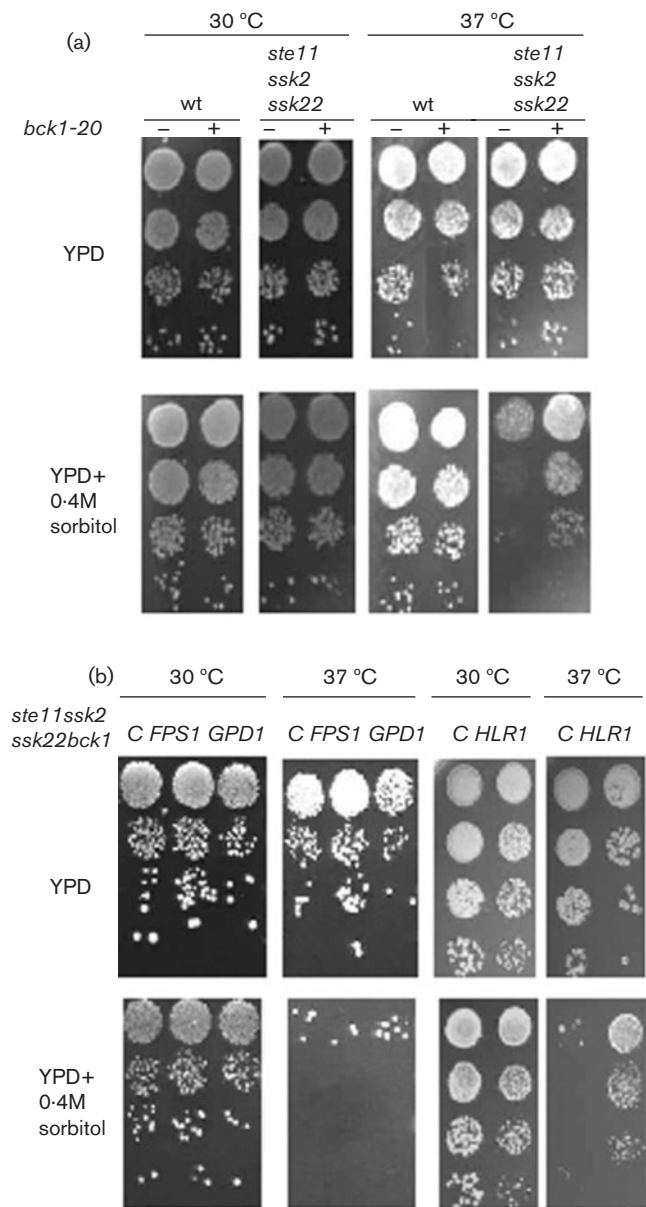 (a)
30 °C 37 °C
ste11 ste11
ssk2 ssk2
wt ssk22 wt ssk22
bck1-20 – + – + – + – +
YPD
YPD+
0·4M
sorbitol
(b)
30 °C 37 °C 30 °C 37 °C
ste11ssk2
ssk22bck1 C FPS1 GPD1 C FPS1 GPD1 C HLR1 C HLR1
YPD
YPD+
0·4M
sorbitol